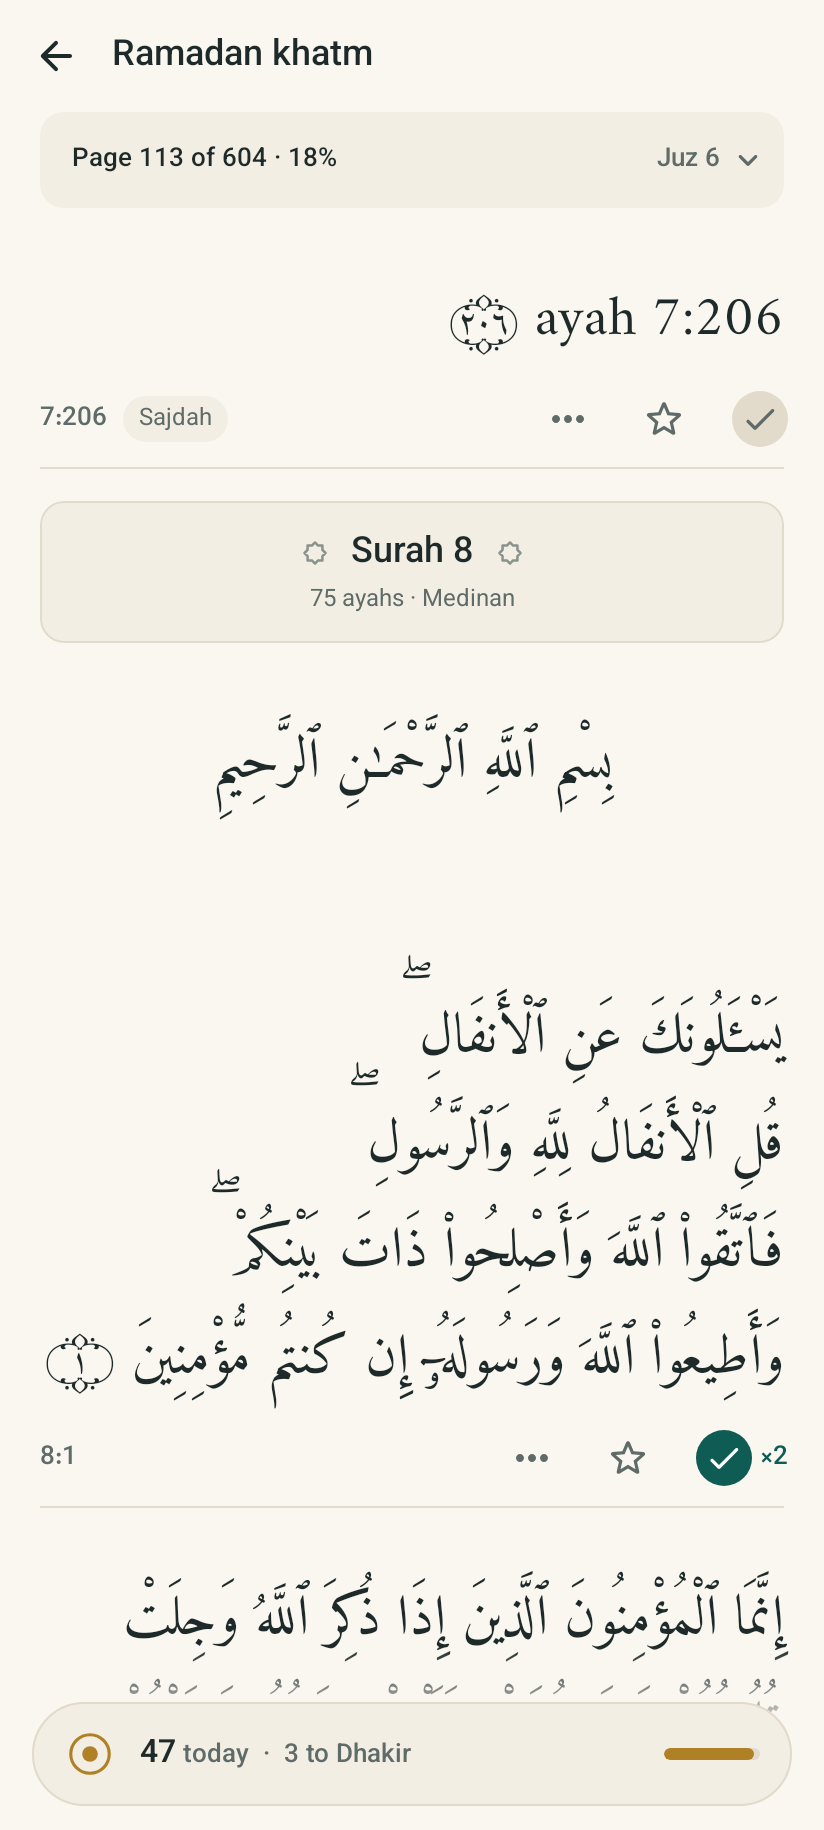 Ramadan khatm
Page 113 of 604 · 18%
Juz 6
ayah 7:206 ٢٠٦
7:206 Sajdah
Surah 8
75 ayahs · Medinan
بِسْمِ ٱللَّهِ ٱلرَّحْمَـٰنِ ٱلرَّحِيمِ
يَسْـَٔلُونَكَ عَنِ ٱلْأَنفَالِ ۖ
قُلِ ٱلْأَنفَالُ لِلَّهِ وَٱلرَّسُولِ ۖ
فَٱتَّقُوا۟ ٱللَّهَ وَأَصْلِحُوا۟ ذَاتَ بَيْنِكُمْ ۖ
وَأَطِيعُوا۟ ٱللَّهَ وَرَسُولَهُۥٓ إِن كُنتُم مُّؤْمِنِينَ ١
8:1 ×2
إِنَّمَا ٱلْمُؤْمِنُونَ ٱلَّذِينَ إِذَا ذُكِرَ ٱللَّهُ وَجِلَتْ
47 today · 3 to Dhakir